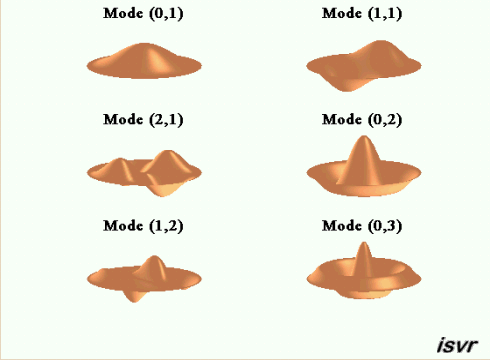 Mode (0,1) Mode (1,1)
Mode (2,1) Mode (0,2)
Mode (1,2) Mode (0,3)
isvr